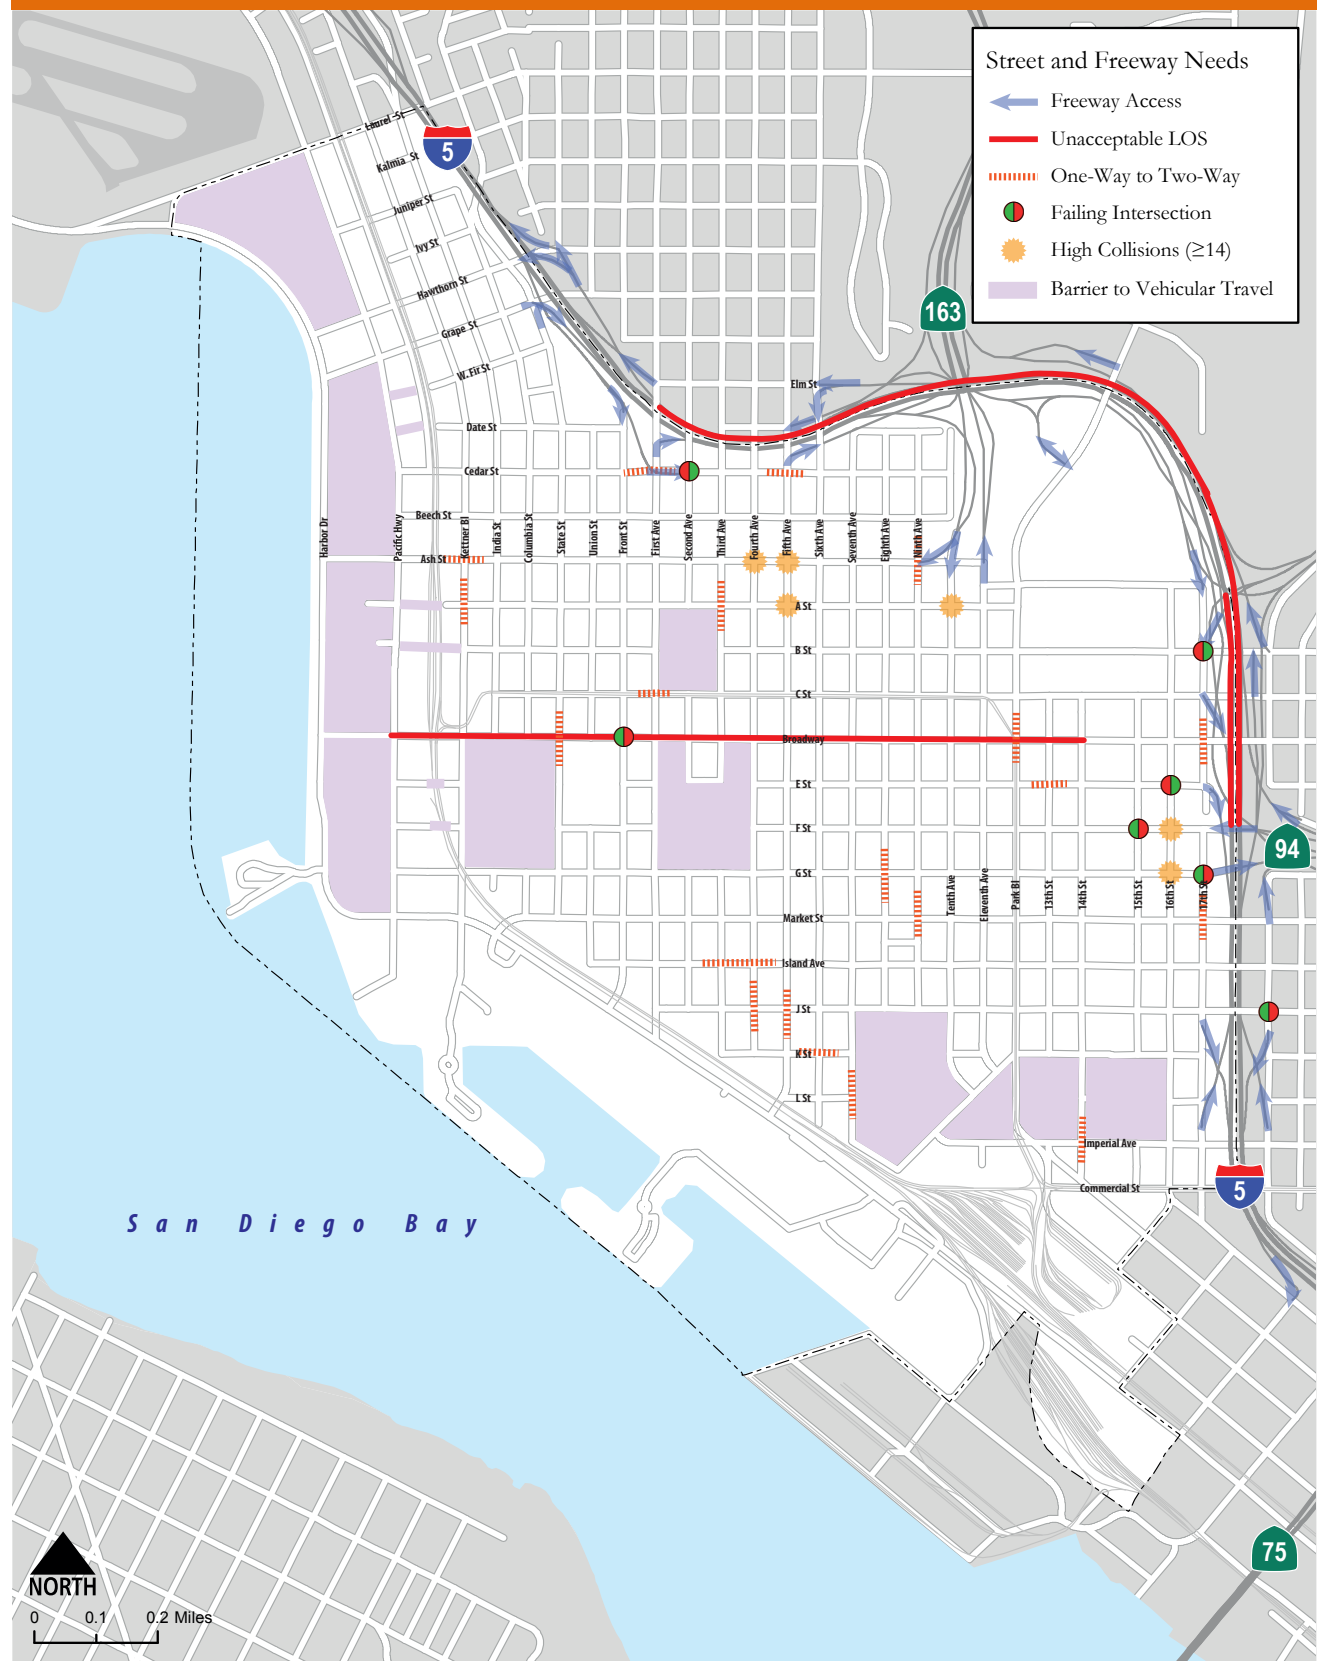 Street and Freeway Needs
Freeway Access
Unacceptable LOS
One-Way to Two-Way
Failing Intersection
High Collisions (≥14)
Barrier to Vehicular Travel
Laurel St
5
Kalmia St
Juniper St
Ivy St
Hawthorn St
Grape St
163
W. Fir St
Elm St
Date St
Cedar St
Beech St
Harbor Dr
Pacific Hwy
Kettner Bl
India St
Columbia St
State St
Union St
Front St
First Ave
Second Ave
Third Ave
Fourth Ave
Fifth Ave
Sixth Ave
Seventh Ave
Eighth Ave
Ninth Ave
Ash St
A St
B St
C St
Broadway
E St
F St
94
G St
Tenth Ave
Eleventh Ave
Park Bl
13th St
14th St
15th St
16th St
17th St
Market St
Island Ave
J St
K St
L St
Imperial Ave
Commercial St
5
San Diego Bay
75
NORTH
0 0.1 0.2 Miles